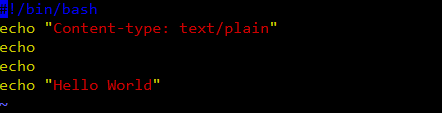 #!/bin/bash
echo "Content-type: text/plain"
echo
echo
echo "Hello World"
~